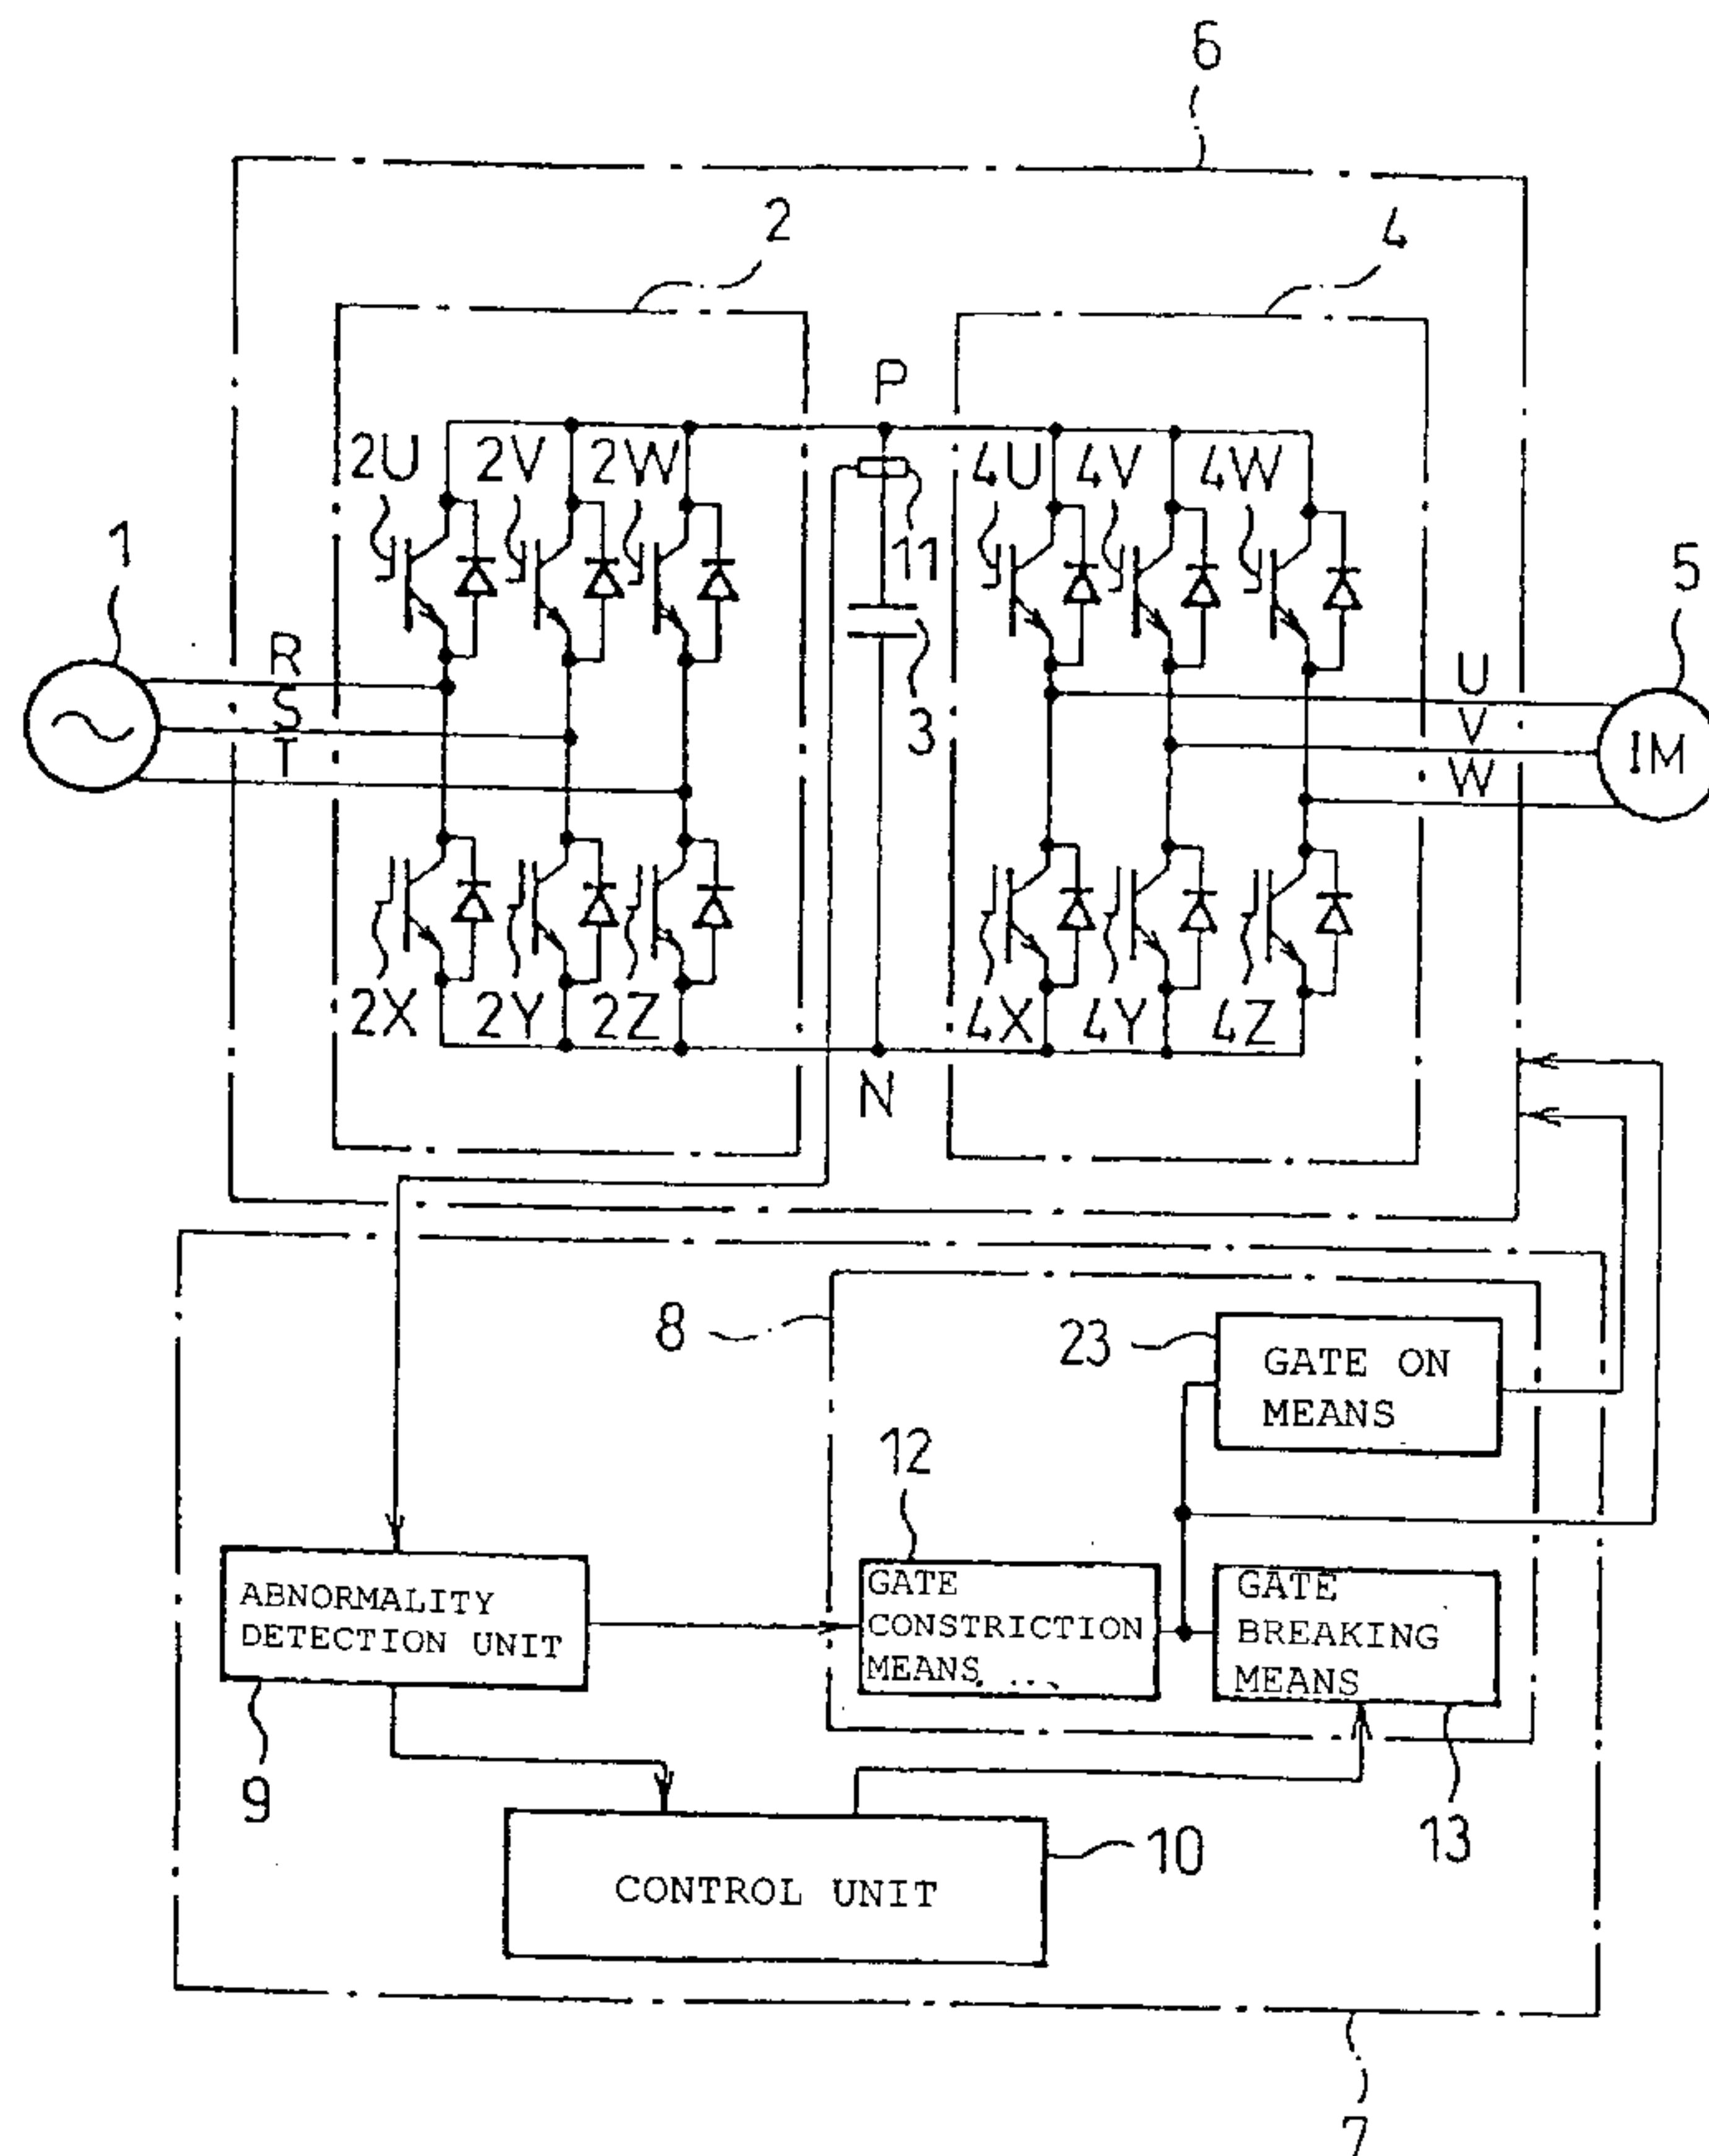 6
2
4
P
2U 2V 2W
4U 4V 4W
11
1
5
R
S
T
3
U
V
W
IM
2X 2Y 2Z
4X 4Y 4Z
N
8
23
GATE ON
MEANS
12
GATE
CONSTRICTION
MEANS
GATE
BREAKING
MEANS
ABNORMALITY
DETECTION UNIT
9
13
10
CONTROL UNIT
7